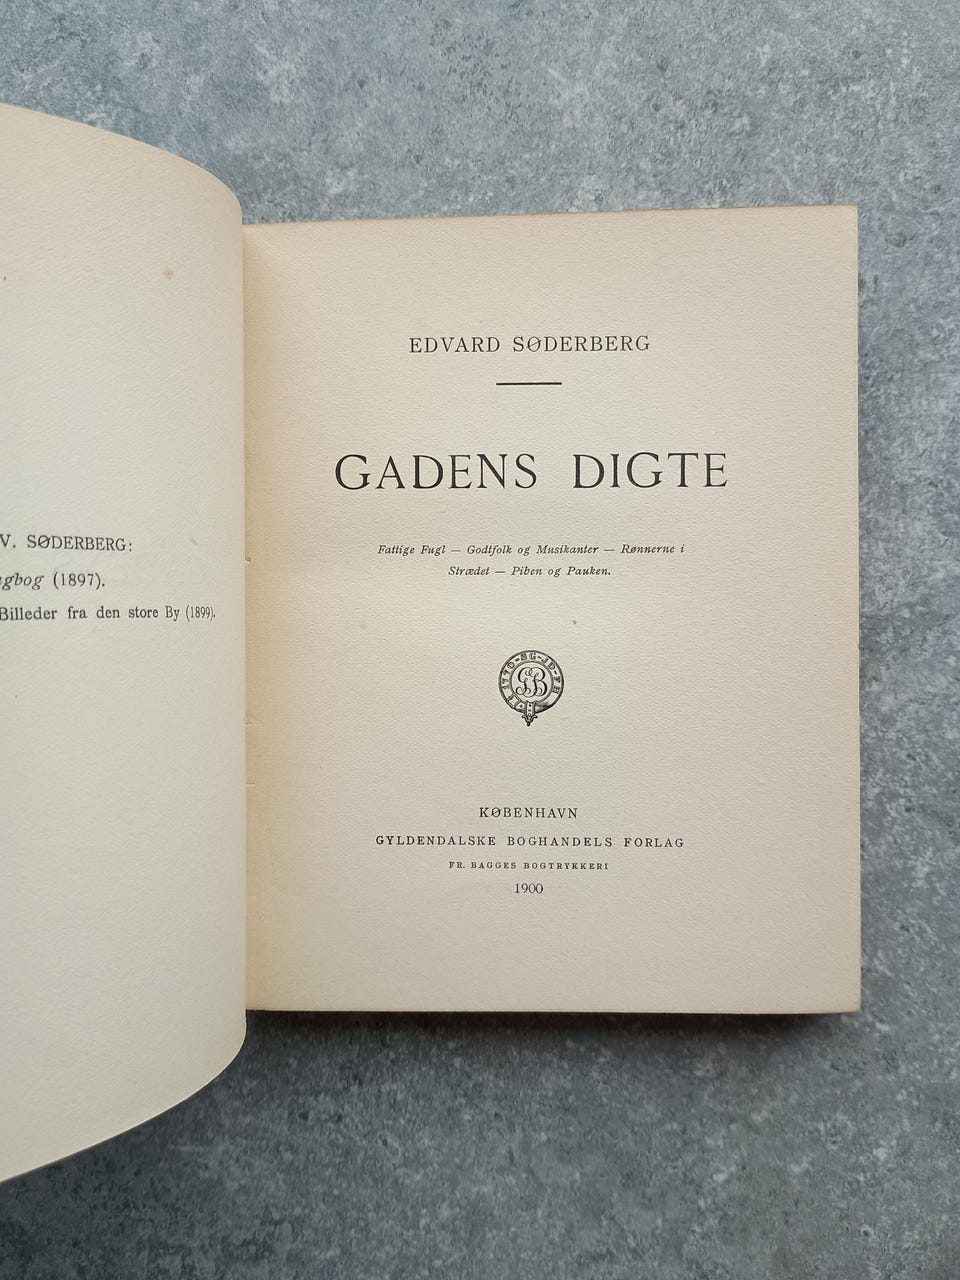 V. SØDERBERG:
gbog (1897).
Billeder fra den store By (1899).
EDVARD SØDERBERG
GADENS DIGTE
Fattige Fugl — Godtfolk og Musikanter — Rønnerne i
Strædet — Piben og Pauken.
KØBENHAVN
GYLDENDALSKE BOGHANDELS FORLAG
FR. BAGGES BOGTRYKKERI
1900